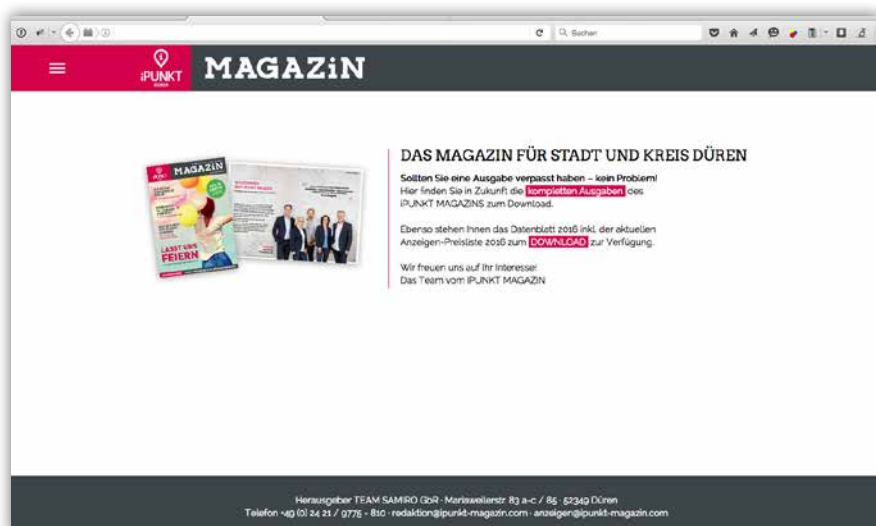 Suchen
iPUNKT
DÜREN
MAGAZiN
MAGAZiN
LASST UNS
FEIERN
DAS MAGAZIN FÜR STADT UND KREIS DÜREN
Sollten Sie eine Ausgabe verpasst haben – kein Problem!
Hier finden Sie in Zukunft die kompletten Ausgaben des
iPUNKT MAGAZINS zum Download.
Ebenso stehen Ihnen das Datenblatt 2016 inkl. der aktuellen
Anzeigen-Preisliste 2016 zum DOWNLOAD zur Verfügung.
Wir freuen uns auf Ihr Interesse!
Das Team vom iPUNKT MAGAZIN
Herausgeber TEAM SAMIRO GbR · Mariaweilerstr. 83 a-c / 85 · 52349 Düren
Telefon +49 (0) 24 21 / 9775 - 810 · redaktion@ipunkt-magazin.com · anzeigen@ipunkt-magazin.com